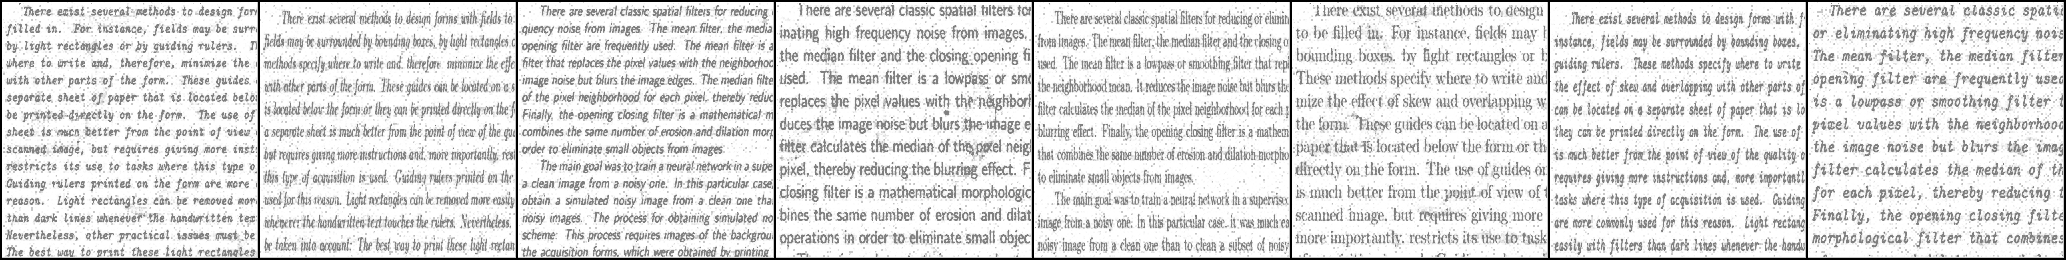 There exist several methods to design for
filled in. For instance, fields may be surr
by light rectangles or by guiding rulers.
where to write and, therefore, minimize the
with other parts of the form. These guides
separate sheet of paper that is located belo
be printed directly on the form. The use of
sheet is much better from the point of view
scanned image, but requires giving more inst
restricts its use to tasks where this type o
Guiding rulers printed on the form are more
reason. Light rectangles can be removed mor
than dark lines whenever the handwritten tex
Nevertheless, other practical issues must be
The best way to print these light rectangles
There exist several methods to design forms with fields to
fields may be surrounded by bounding boxes, by light rectangles o
methods specify where to write and, therefore, minimize the effe
with other parts of the form. These guides can be located on a s
is located below the form or they can be printed directly on the f
a separate sheet is much better from the point of view of the qu
but requires giving more instructions and, more importantly, rest
this type of acquisition is used. Guiding rulers printed on the
used for this reason. Light rectangles can be removed more easily
whenever the handwritten text touches the rulers. Nevertheless,
be taken into account: The best way to print these light rectan
There are several classic spatial filters for reducing
quency noise from images. The mean filter, the media
opening filter are frequently used. The mean filter is a
filter that replaces the pixel values with the neighborhoo
image noise but blurs the image edges. The median filte
of the pixel neighborhood for each pixel, thereby reduc
Finally, the opening closing filter is a mathematical m
combines the same number of erosion and dilation morp
order to eliminate small objects from images.
The main goal was to train a neural network in a supe
a clean image from a noisy one. In this particular case,
obtain a simulated noisy image from a clean one tha
noisy images. The process for obtaining simulated no
scheme: This process requires images of the backgrou
the acquisition forms, which were obtained by printing
There are several classic spatial filters for
inating high frequency noise from images.
the median filter and the closing opening fi
used. The mean filter is a lowpass or smo
replaces the pixel values with the neighbor
duces the image noise but blurs the image e
filter calculates the median of the pixel neig
pixel, thereby reducing the blurring effect. F
closing filter is a mathematical morphologic
bines the same number of erosion and dilat
operations in order to eliminate small objec
There are several classic spatial filters for reducing or elimin
from images. The mean filter, the median filter and the closing o
used. The mean filter is a lowpass or smoothing filter that repl
the neighborhood mean. It reduces the image noise but blurs the
filter calculates the median of the pixel neighborhood for each p
blurring effect. Finally, the opening closing filter is a mathem
that combines the same number of erosion and dilation morpho
to eliminate small objects from images.
The main goal was to train a neural network in a supervise
image from a noisy one. In this particular case, it was much ea
noisy image from a clean one than to clean a subset of noisy
There exist several methods to design
to be filled in. For instance, fields may b
bounding boxes, by light rectangles or b
These methods specify where to write and
mize the effect of skew and overlapping w
the form. These guides can be located on a
paper that is located below the form or th
directly on the form. The use of guides on
is much better from the point of view of t
scanned image, but requires giving more
more importantly, restricts its use to task
There exist several methods to design forms with f
instance, fields may be surrounded by bounding boxes,
guiding rulers. These methods specify where to write
the effect of skew and overlapping with other parts of
can be located on a separate sheet of paper that is lo
they can be printed directly on the form. The use of
is much better from the point of view of the quality o
requires giving more instructions and, more importantl
tasks where this type of acquisition is used. Guiding
are more commonly used for this reason. Light rectang
easily with filters than dark lines whenever the handw
There are several classic spati
or eliminating high frequency nois
The mean filter, the median filter
opening filter are frequently used
is a lowpass or smoothing filter t
pixel values with the neighborhood
the image noise but blurs the imag
filter calculates the median of th
for each pixel, thereby reducing t
Finally, the opening closing filte
morphological filter that combines